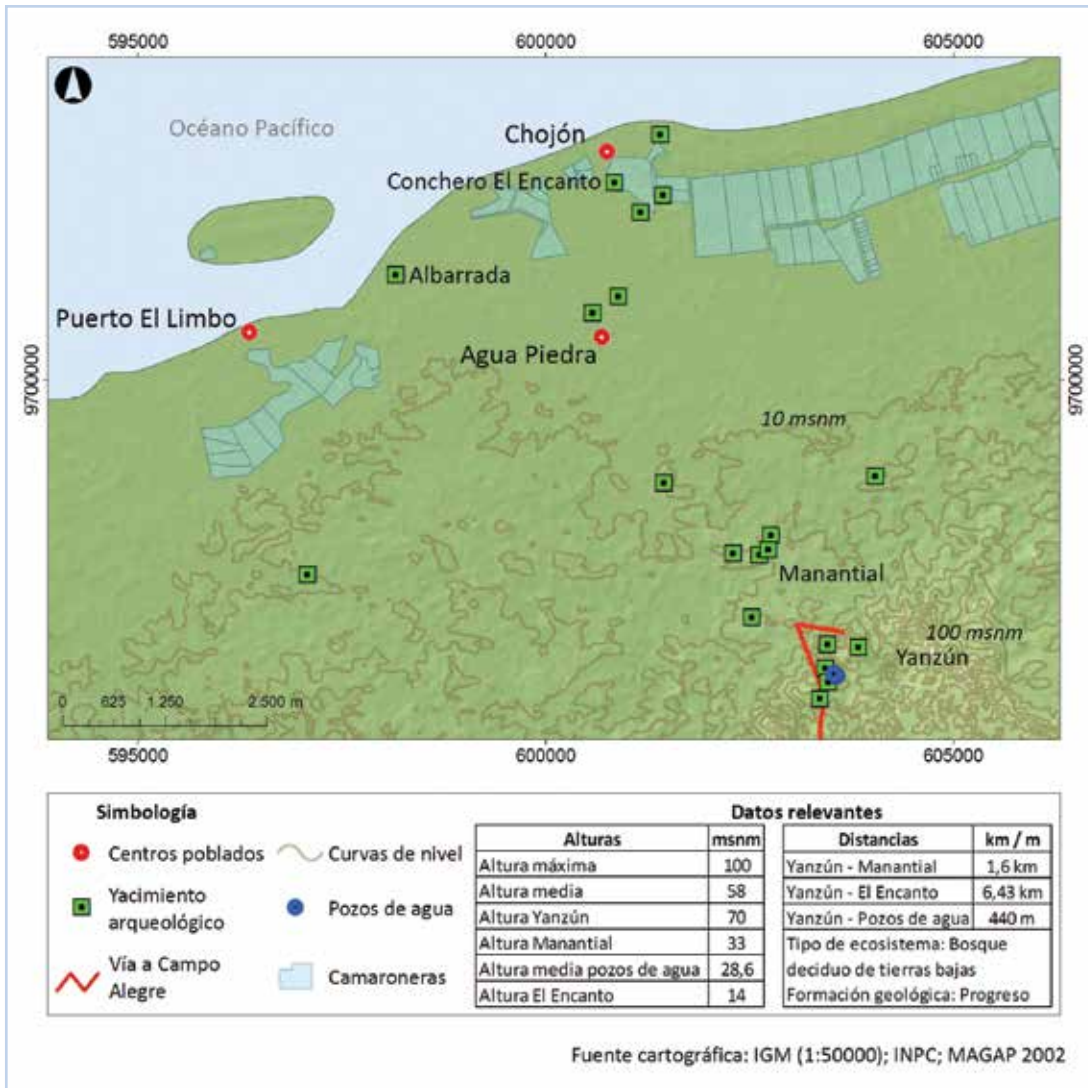 595000
600000
605000
Océano Pacífico
Chojón
Conchero El Encanto
Albarrada
Puerto El Limbo
Agua Piedra
9700000
9700000
10 msnm
Manantial
100 msnm
Yanzún
0 625 1.250 2.500 m
595000
600000
605000
Simbología
Centros poblados
Curvas de nivel
Yacimiento
arqueológico
Pozos de agua
Vía a Campo
Alegre
Camaroneras
Datos relevantes
Alturas msnm
Altura máxima 100
Altura media 58
Altura Yanzún 70
Altura Manantial 33
Altura media pozos de agua 28,6
Altura El Encanto 14
Distancias km / m
Yanzún - Manantial 1,6 km
Yanzún - El Encanto 6,43 km
Yanzún - Pozos de agua 440 m
Tipo de ecosistema: Bosque
deciduo de tierras bajas
Formación geológica: Progreso
Fuente cartográfica: IGM (1:50000); INPC; MAGAP 2002